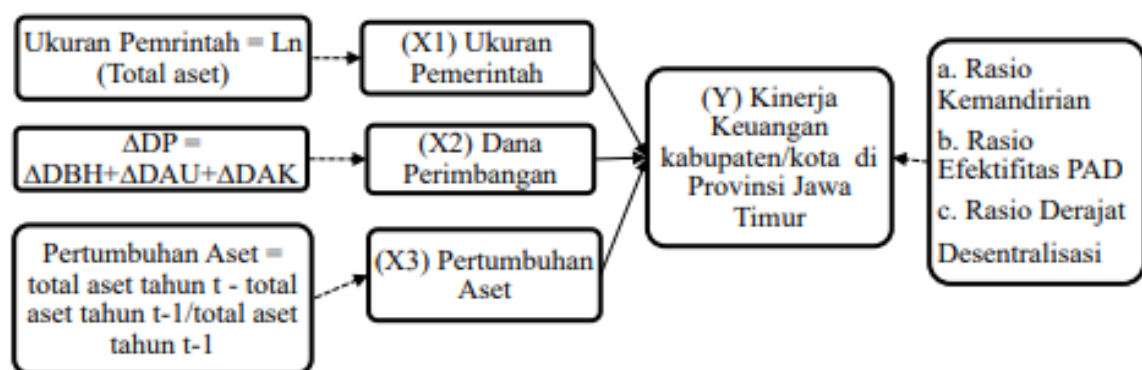 Ukuran Pemrintah = Ln
(Total aset)
(X1) Ukuran
Pemerintah
ΔDP =
ΔDBH+ΔDAU+ΔDAK
(X2) Dana
Perimbangan
Pertumbuhan Aset =
total aset tahun t - total
aset tahun t-1/total aset
tahun t-1
(X3) Pertumbuhan
Aset
(Y) Kinerja
Keuangan
kabupaten/kota di
Provinsi Jawa
Timur
a. Rasio
Kemandirian
b. Rasio
Efektifitas PAD
c. Rasio Derajat
Desentralisasi